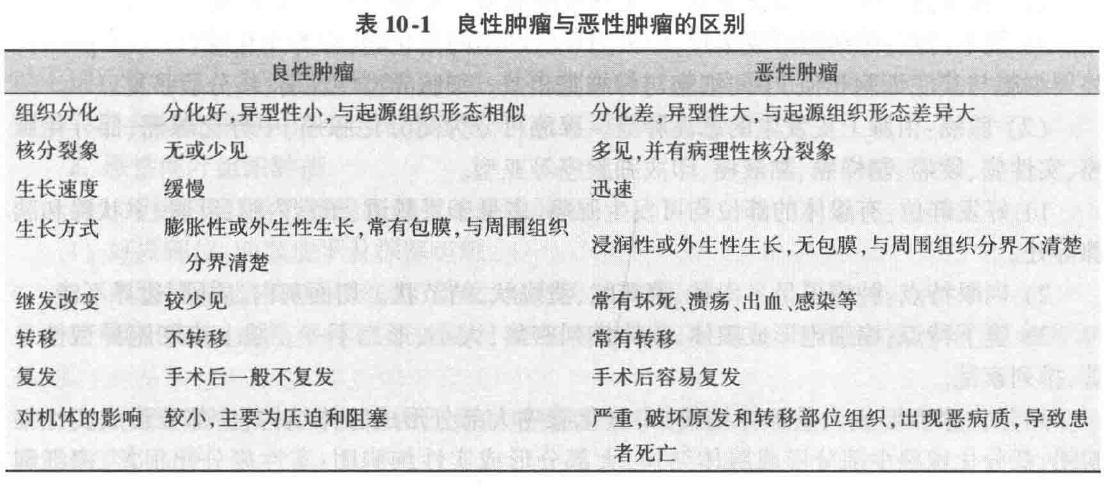 表 10-1 良性肿瘤与恶性肿瘤的区别
良性肿瘤 恶性肿瘤
组织分化 分化好,异型性小,与起源组织形态相似 分化差,异型性大,与起源组织形态差异大
核分裂象 无或少见 多见,并有病理性核分裂象
生长速度 缓慢 迅速
生长方式 膨胀性或外生性生长,常有包膜,与周围组织 浸润性或外生性生长,无包膜,与周围组织分界不清楚
分界清楚
继发改变 较少见 常有坏死、溃疡、出血、感染等
转移 不转移 常有转移
复发 手术后一般不复发 手术后容易复发
对机体的影响 较小,主要为压迫和阻塞 严重,破坏原发和转移部位组织,出现恶病质,导致患
者死亡